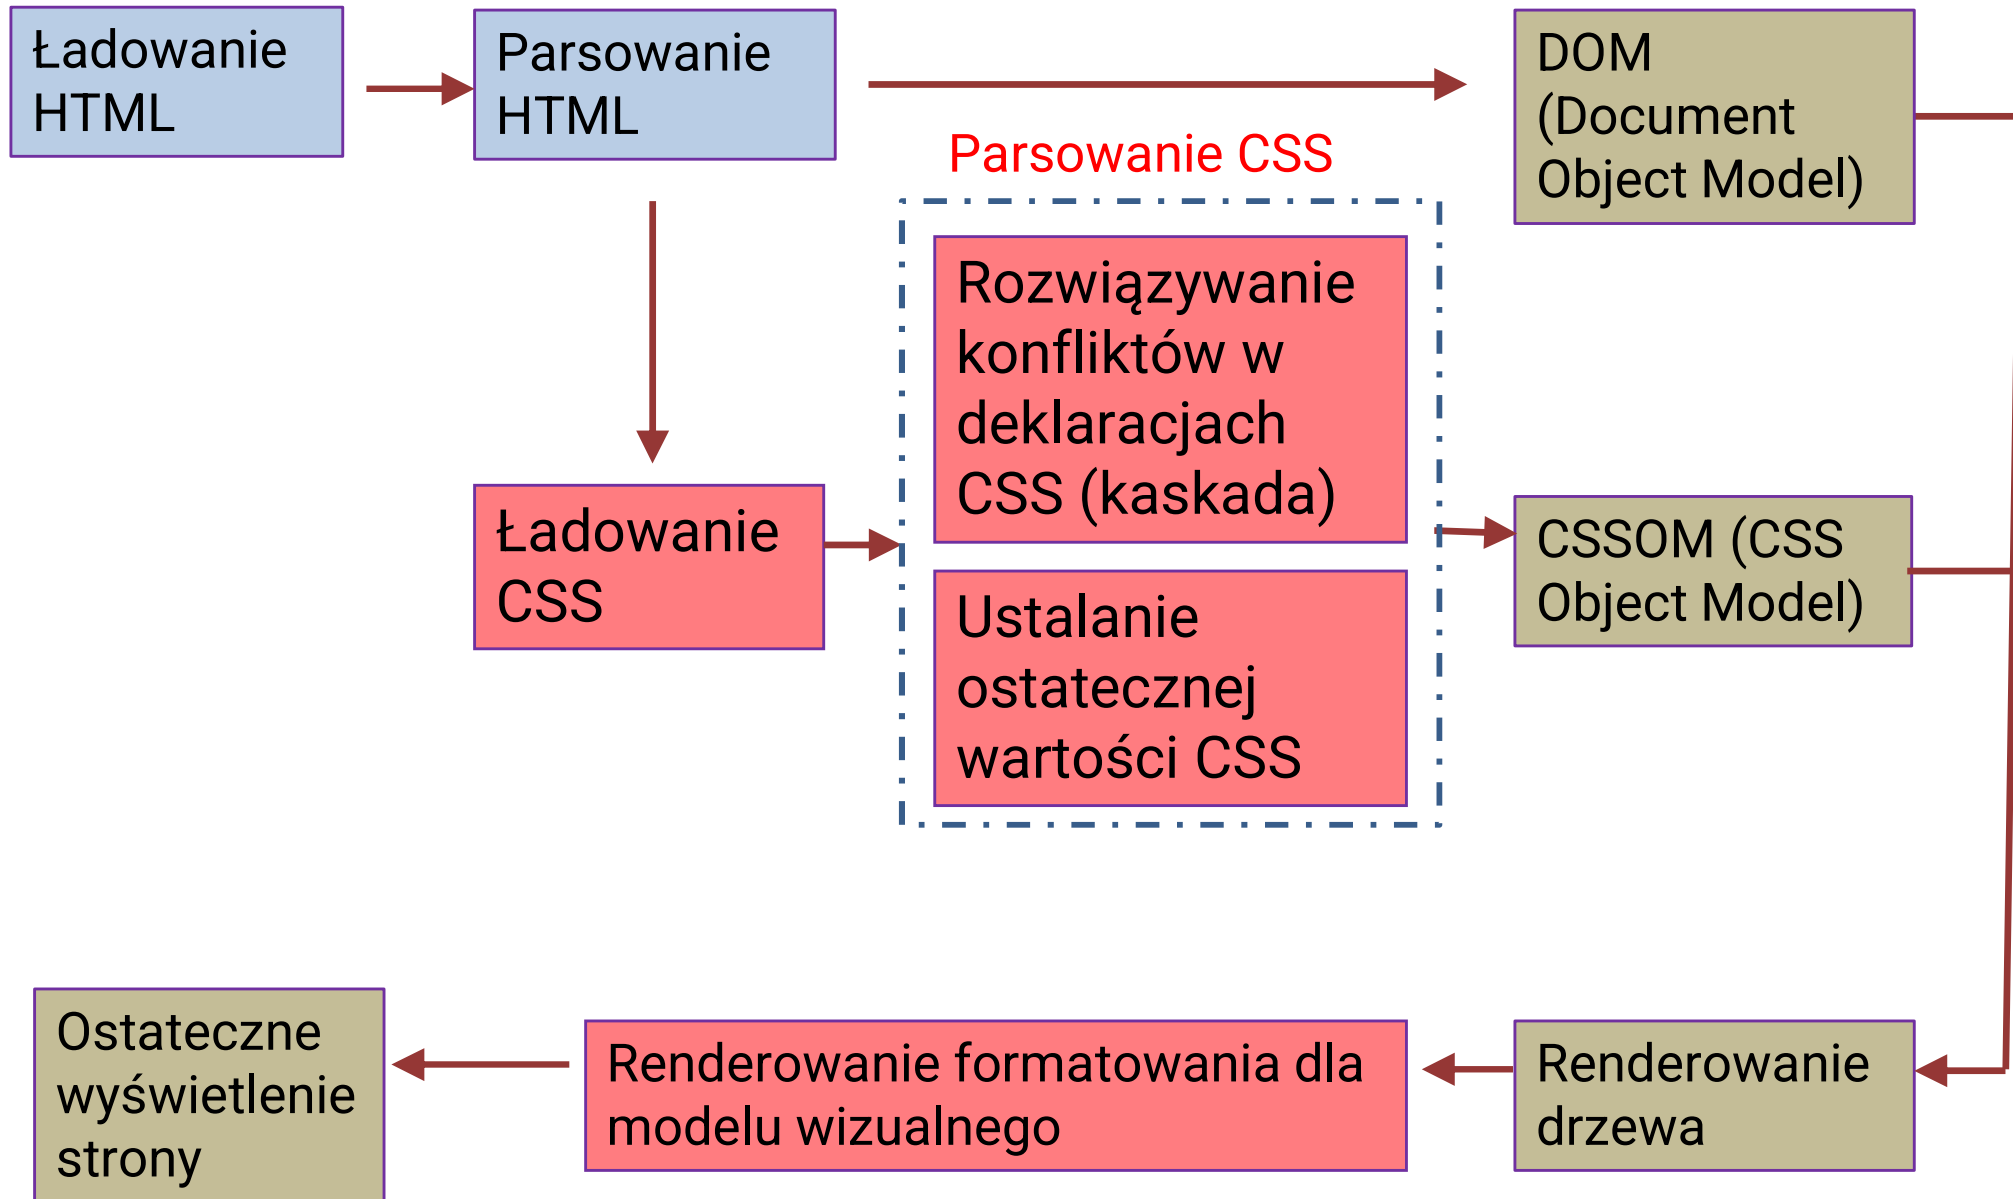 Ładowanie
HTML
Parsowanie
HTML
DOM
(Document
Object Model)
Parsowanie CSS
Rozwiązywanie
konfliktów w
deklaracjach
CSS (kaskada)
Ładowanie
CSS
Ustalanie
ostatecznej
wartości CSS
CSSOM (CSS
Object Model)
Ostateczne
wyświetlenie
strony
Renderowanie formatowania dla
modelu wizualnego
Renderowanie
drzewa